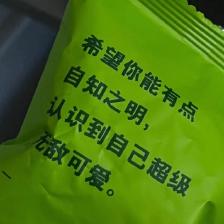 希望你能有点
自知之明，
认识到自己超级
无敌可爱。